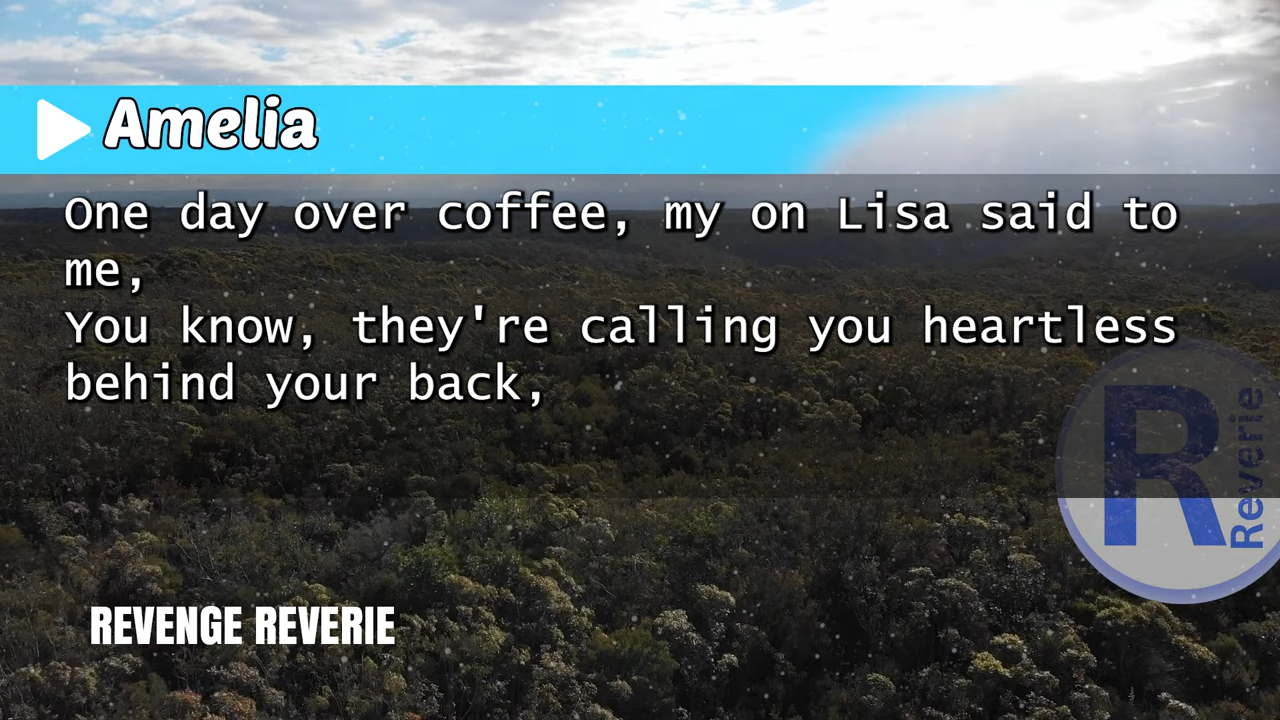 Amelia
One day over coffee, my on Lisa said to
me,
You know, they're calling you heartless
behind your back,
R
Reverie
REVENGE REVERIE